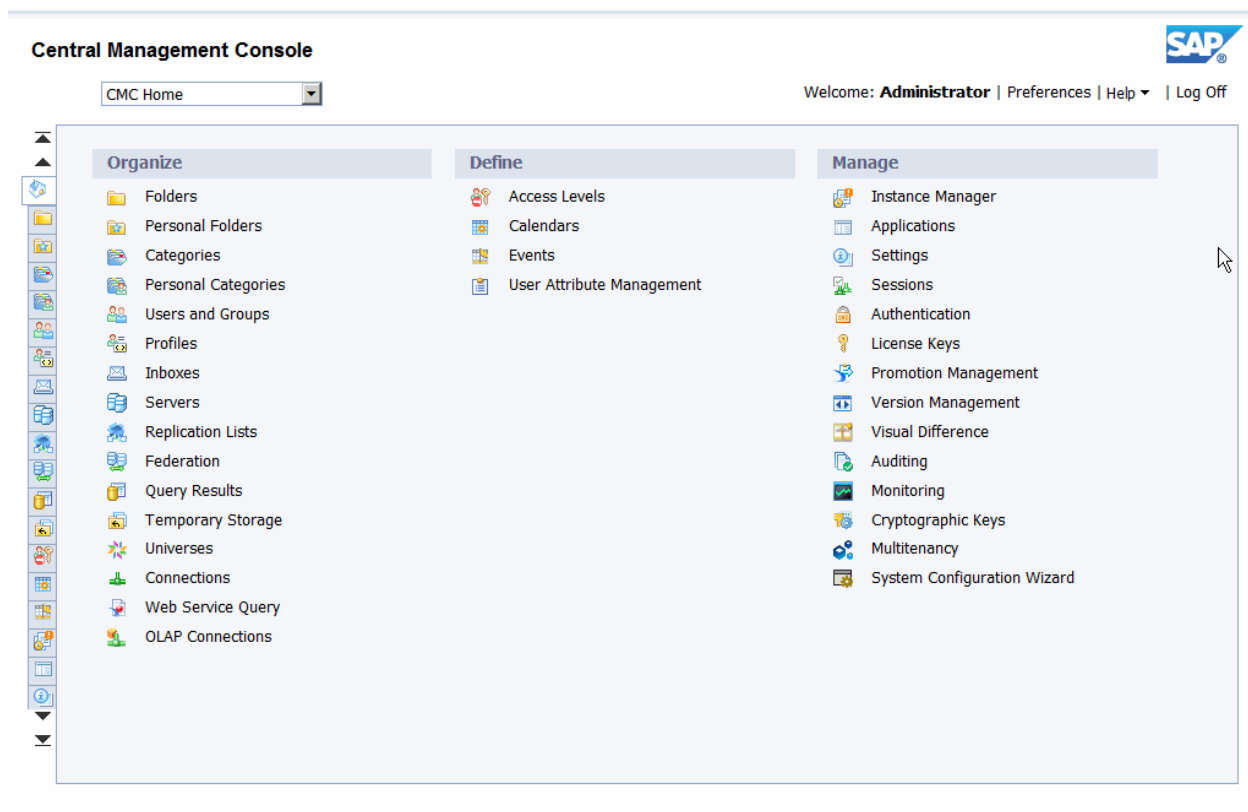 Central Management Console
SAP®
CMC Home
Welcome: Administrator | Preferences | Help | Log Off
Organize
Folders
Personal Folders
Categories
Personal Categories
Users and Groups
Profiles
Inboxes
Servers
Replication Lists
Federation
Query Results
Temporary Storage
Universes
Connections
Web Service Query
OLAP Connections
Define
Access Levels
Calendars
Events
User Attribute Management
Manage
Instance Manager
Applications
Settings
Sessions
Authentication
License Keys
Promotion Management
Version Management
Visual Difference
Auditing
Monitoring
Cryptographic Keys
Multitenancy
System Configuration Wizard